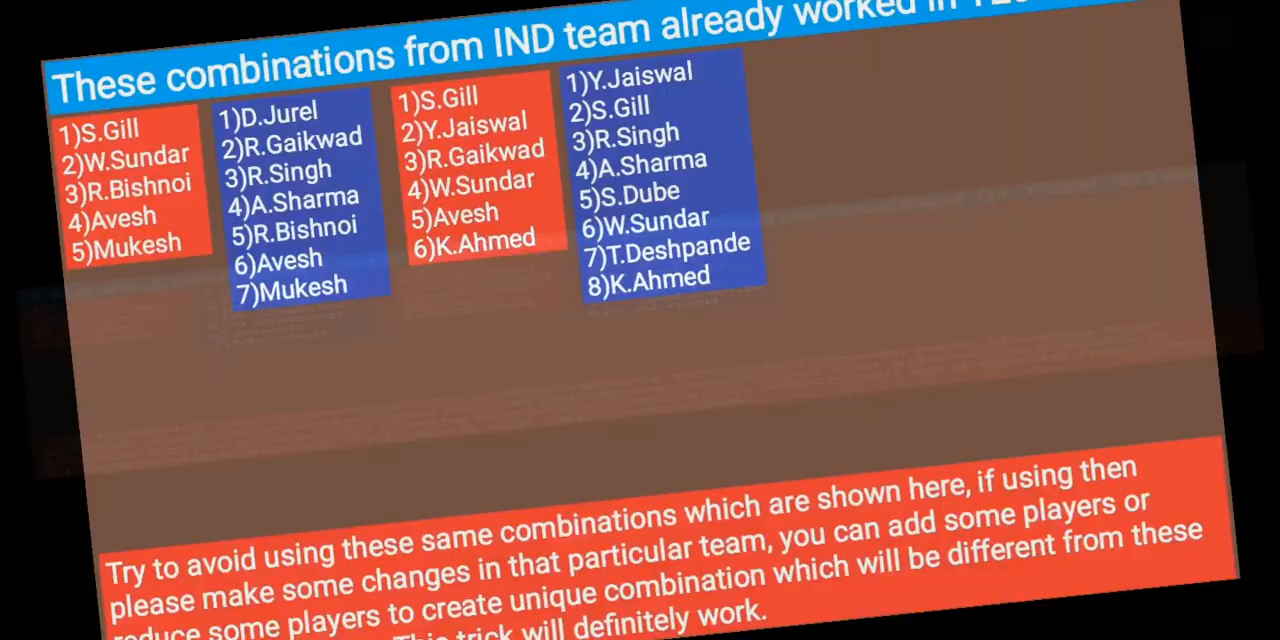 These combinations from IND team already worked in
1)S.Gill
2)W.Sundar
3)R.Bishnoi
4)Avesh
5)Mukesh
1)D.Jurel
2)R.Gaikwad
3)R.Singh
4)A.Sharma
5)R.Bishnoi
6)Avesh
7)Mukesh
1)S.Gill
2)Y.Jaiswal
3)R.Gaikwad
4)W.Sundar
5)Avesh
6)K.Ahmed
1)Y.Jaiswal
2)S.Gill
3)R.Singh
4)A.Sharma
5)S.Dube
6)W.Sundar
7)T.Deshpande
8)K.Ahmed
Try to avoid using these same combinations which are shown here, if using then
please make some changes in that particular team, you can add some players or
reduce some players to create unique combination which will be different from these
This trick will definitely work.